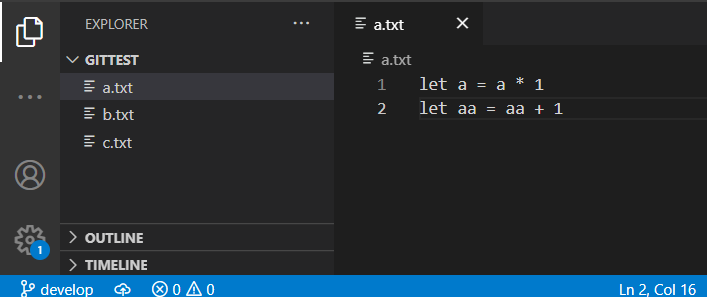 EXPLORER
GITTEST
a.txt
b.txt
c.txt
OUTLINE
TIMELINE
a.txt
a.txt
1 let a = a * 1
2 let aa = aa + 1
1
develop 0 0 Ln 2, Col 16